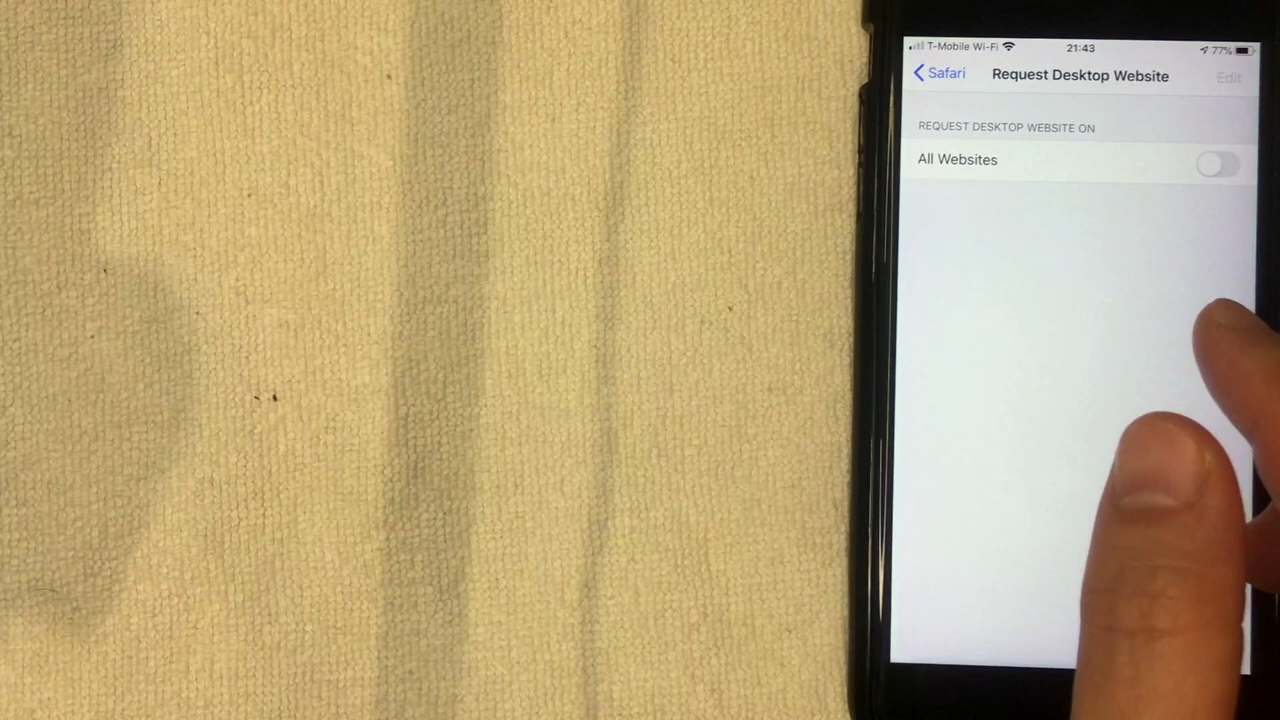 T-Mobile Wi-Fi 21:43 77%
Safari Request Desktop Website Edit
REQUEST DESKTOP WEBSITE ON
All Websites